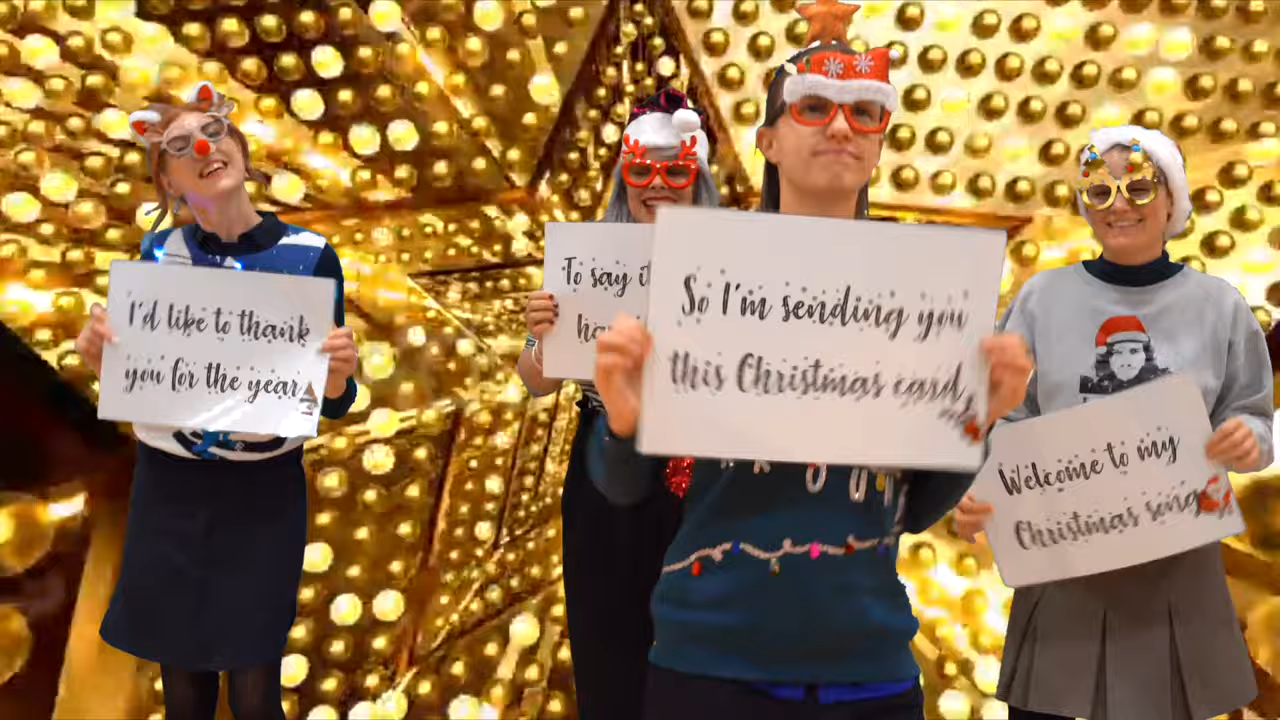 I'd like to thank
you for the year
To say
So I'm sending you
this Christmas card
Welcome to my
Christmas song